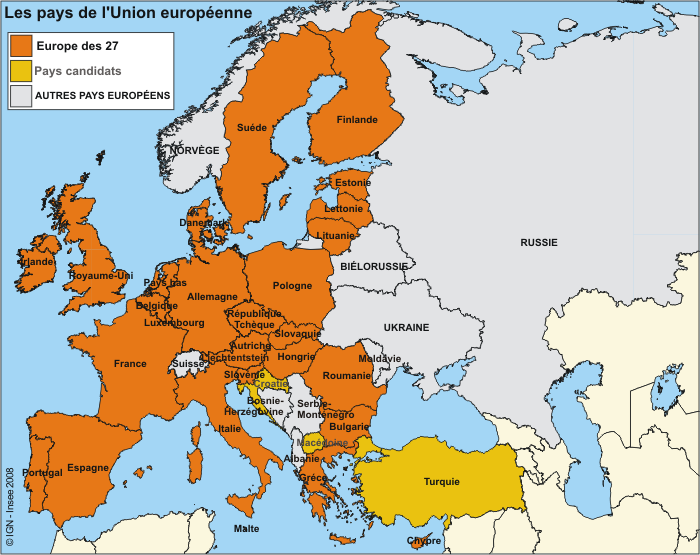 Les pays de l'Union européenne
Europe des 27
Pays candidats
AUTRES PAYS EUROPÉENS
Finlande
Suède
NORVÈGE
Estonie
Lettonie
Danemark
Lituanie
RUSSIE
Irlande
Royaume-Uni
BIÉLORUSSIE
Pays bas
Pologne
Allemagne
Belgique
République
Tchèque
Luxembourg
UKRAINE
Slovaquie
Autriche
Liechtentstein
Hongrie
Moldavie
France
Suisse
Slovénie
Roumanie
Croatie
Bosnie-
Herzégovine
Serbie-
Monténégro
Italie
Bulgarie
Macédoine
Albanie
Portugal
Espagne
Grèce
Turquie
Malte
Chypre
© IGN - Insee 2008